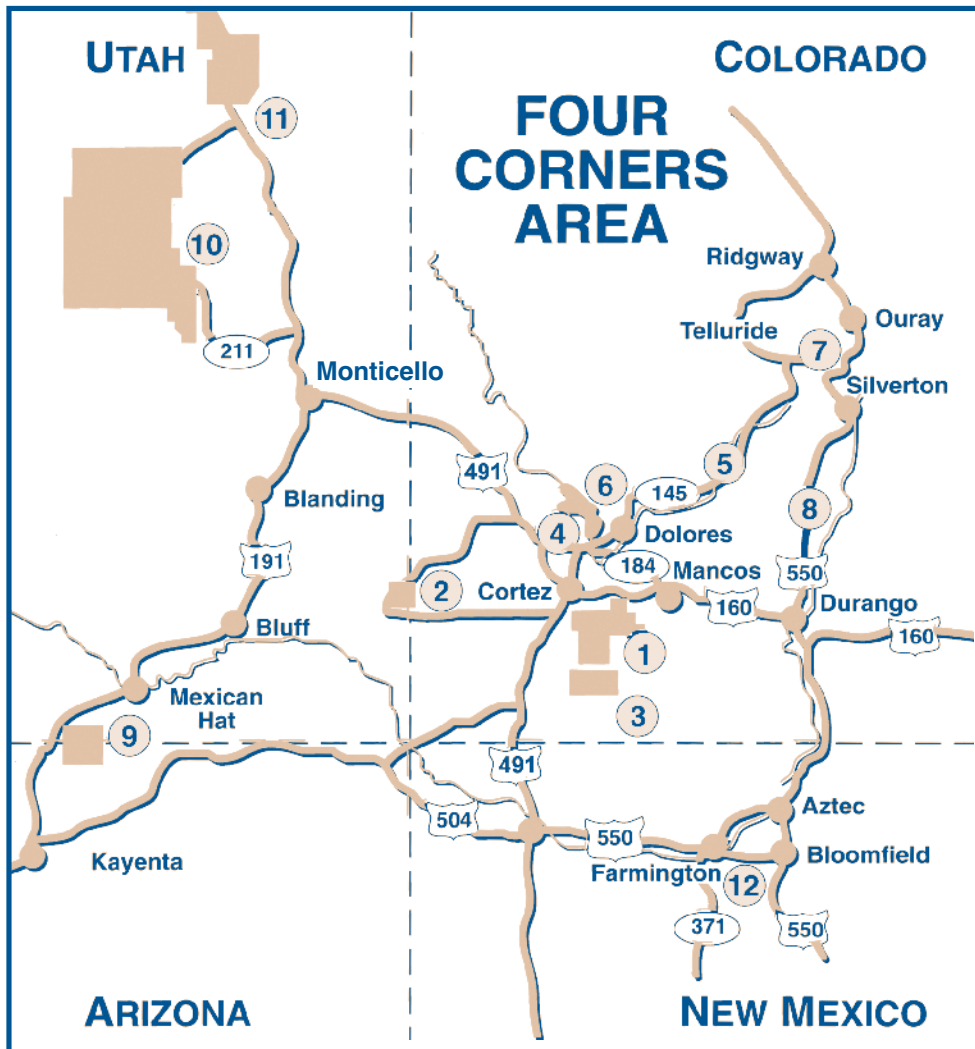 UTAH
COLORADO
11
FOUR
CORNERS
AREA
10
Ridgway
Ouray
Telluride
7
211
Monticello
Silverton
491
5
6
145
Blanding
8
4
Dolores
191
184
Mancos
550
2
Cortez
160
Durango
160
Bluff
1
Mexican
Hat
3
9
491
Aztec
504
550
Kayenta
Bloomfield
Farmington
12
371
550
ARIZONA
NEW MEXICO